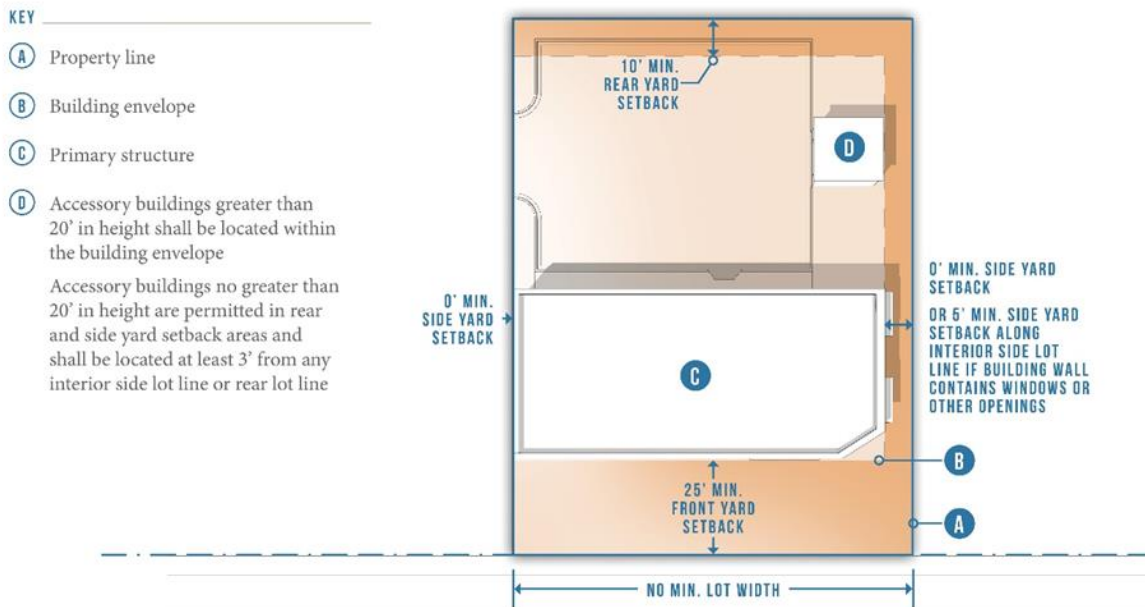 KEY
A Property line
B Building envelope
C Primary structure
D Accessory buildings greater than
20’ in height shall be located within
the building envelope
Accessory buildings no greater than
20’ in height are permitted in rear
and side yard setback areas and
shall be located at least 3’ from any
interior side lot line or rear lot line
10’ MIN.
REAR YARD
SETBACK
D
0’ MIN.
SIDE YARD
SETBACK
C
0’ MIN. SIDE YARD
SETBACK
OR 5’ MIN. SIDE YARD
SETBACK ALONG
INTERIOR SIDE LOT
LINE IF BUILDING WALL
CONTAINS WINDOWS OR
OTHER OPENINGS
B
25’ MIN.
FRONT YARD
SETBACK
A
NO MIN. LOT WIDTH